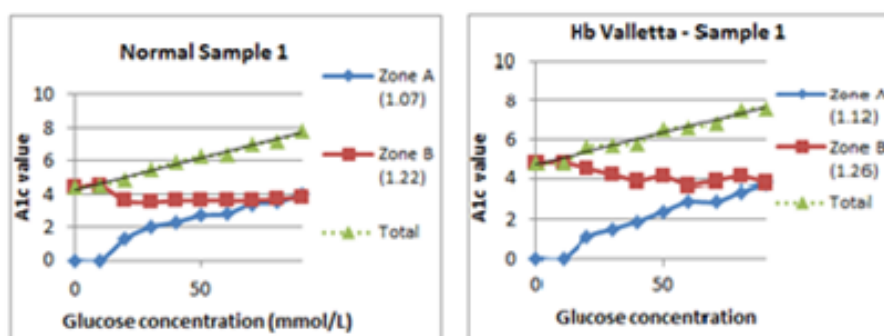 Normal Sample 1
A1c value
10
8
6
4
2
0
0
50
Glucose concentration (mmol/L)
Zone A
(1.07)
Zone B
(1.22)
Total
Hb Valletta - Sample 1
A1c value
10
8
6
4
2
0
0
50
Glucose concentration
Zone A
(1.12)
Zone B
(1.26)
Total